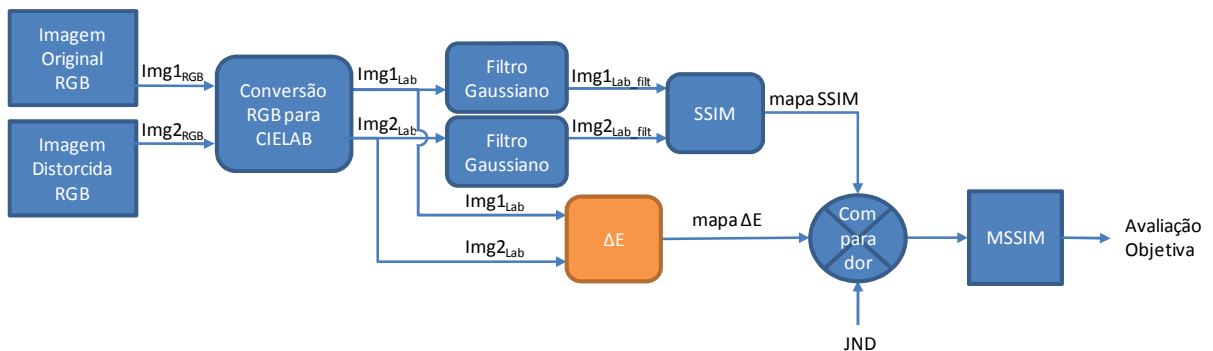 Imagem
Original
RGB
Img1RGB
Imagem
Distorcida
RGB
Img2RGB
Conversão
RGB para
CIELAB
Img1Lab
Img2Lab
Filtro
Gaussiano
Img1Lab_filt
Filtro
Gaussiano
Img2Lab_filt
SSIM
mapa SSIM
Img1Lab
Img2Lab
ΔE
mapa ΔE
Com
para
dor
JND
MSSIM
Avaliação
Objetiva